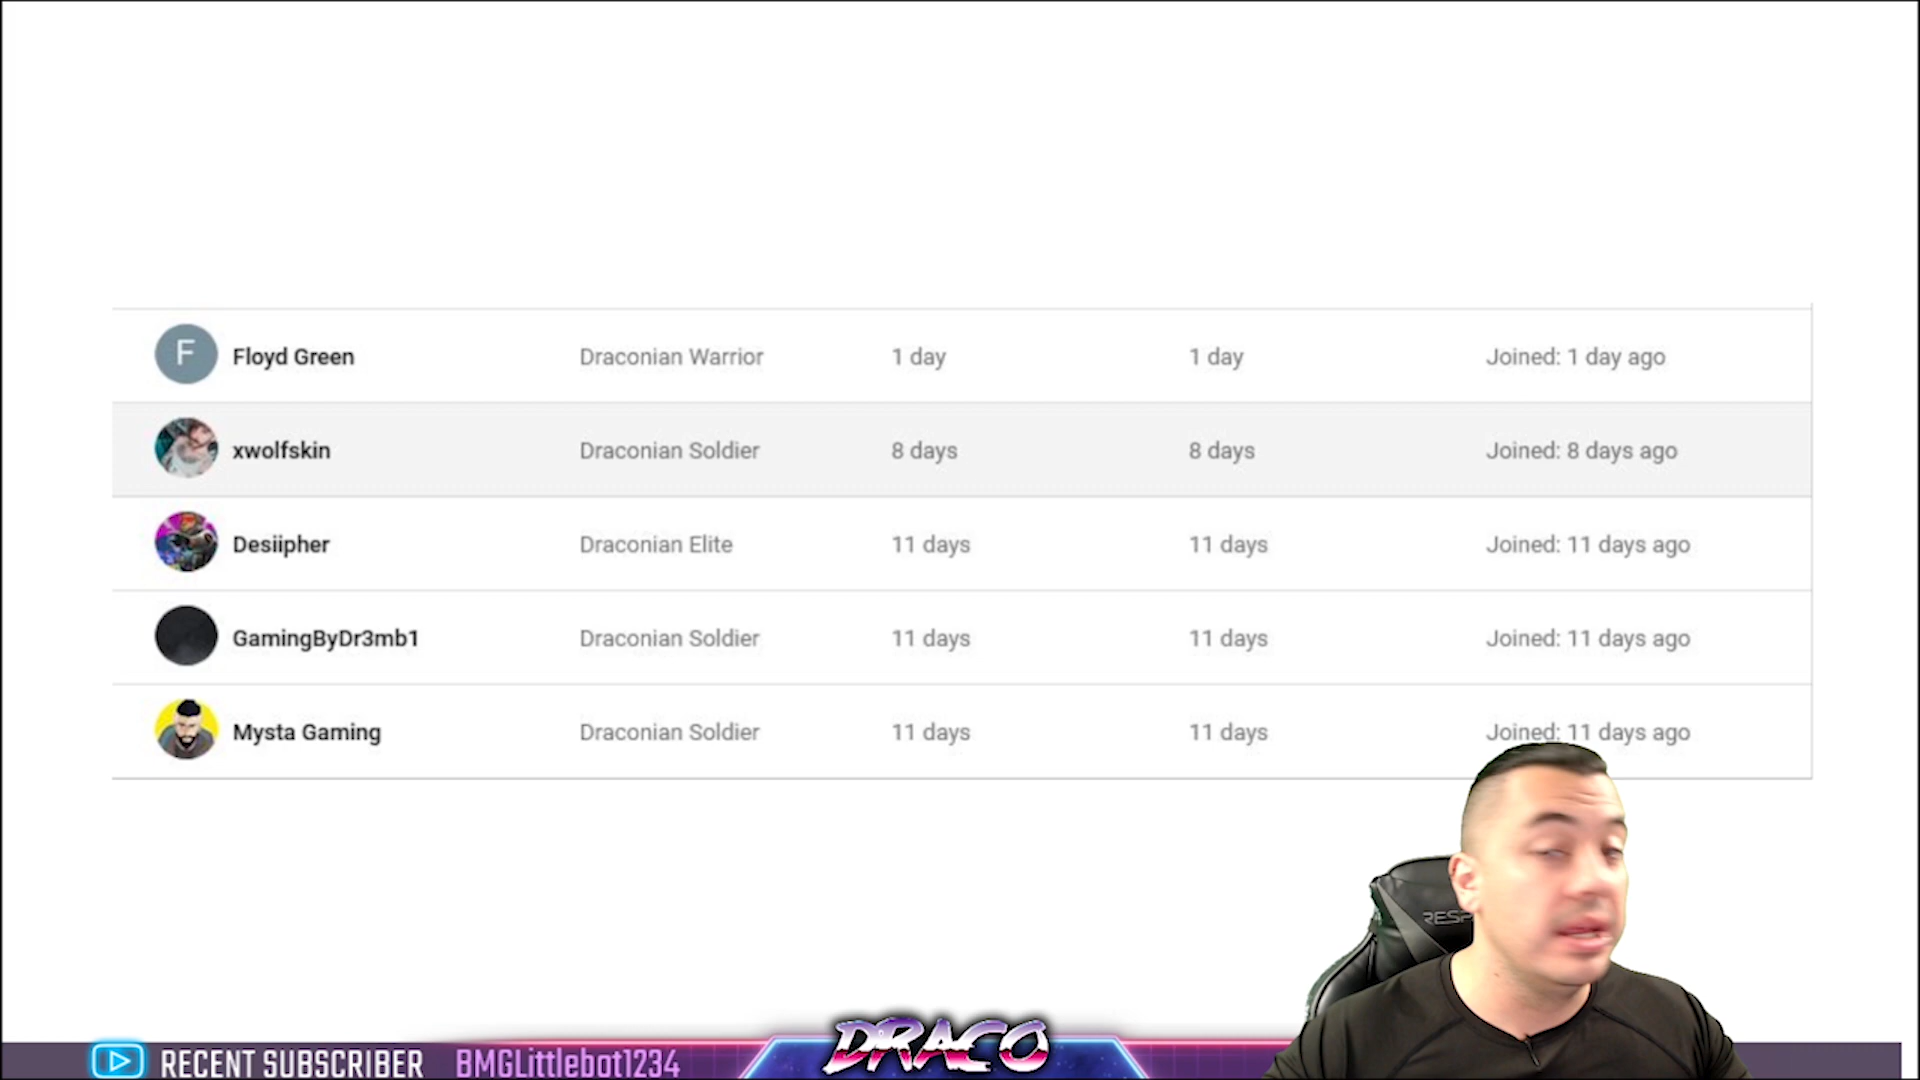 F Floyd Green Draconian Warrior 1 day 1 day Joined: 1 day ago
xwolfskin Draconian Soldier 8 days 8 days Joined: 8 days ago
Desiipher Draconian Elite 11 days 11 days Joined: 11 days ago
GamingByDr3mb1 Draconian Soldier 11 days 11 days Joined: 11 days ago
Mysta Gaming Draconian Soldier 11 days 11 days Joined: 11 days ago
DRACO
RECENT SUBSCRIBER BMGLittlebot1234